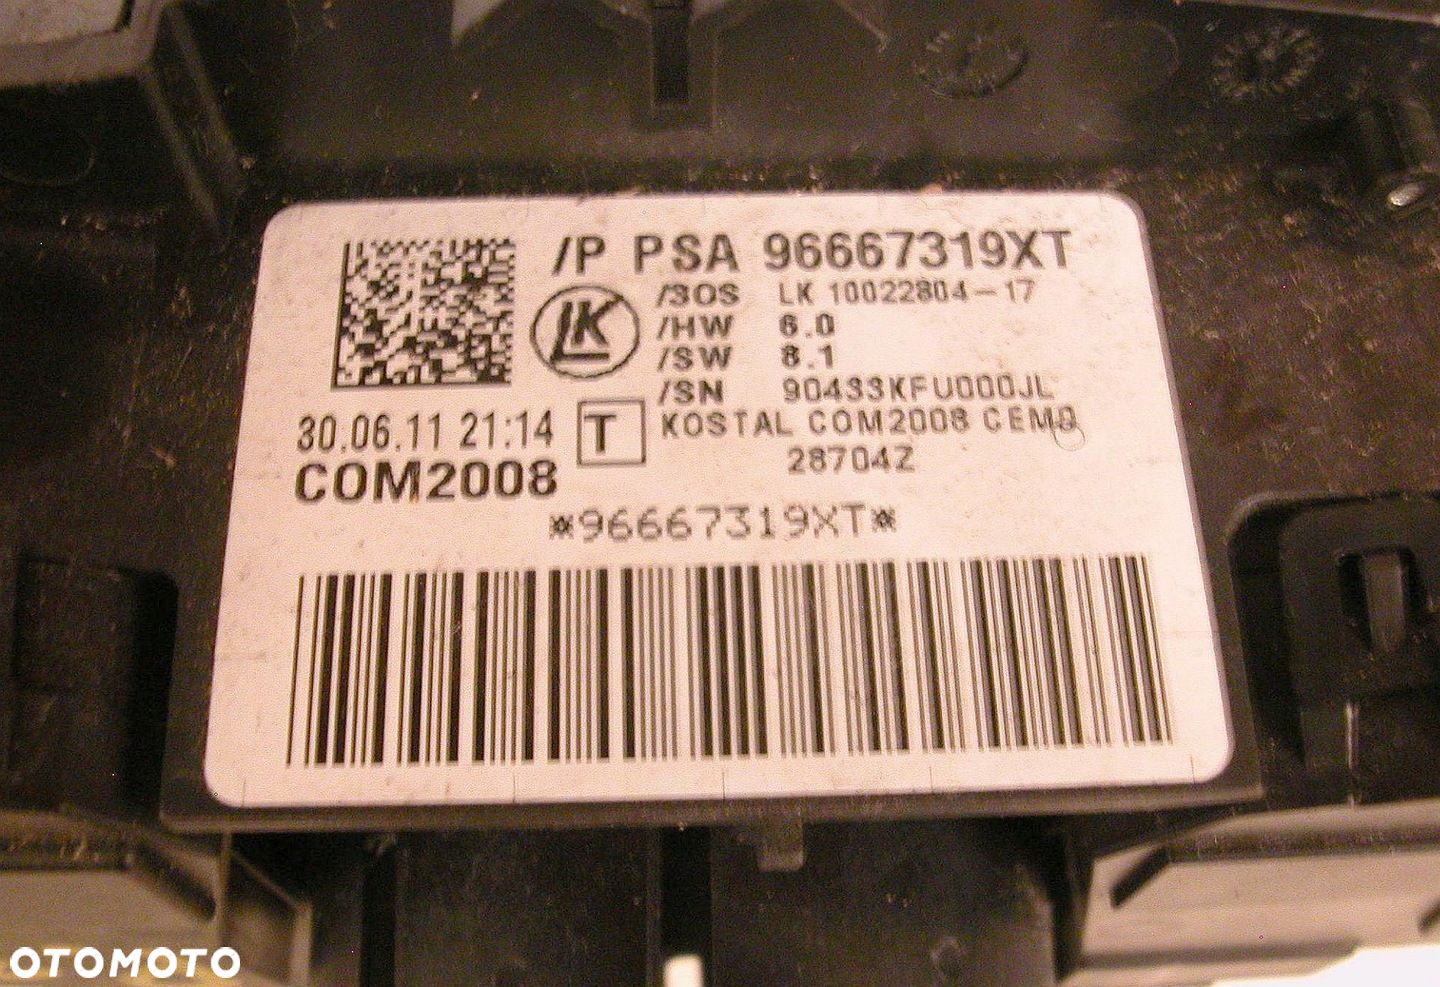 /P PSA 96667319XT
LK
/3OS LK 10022804-17
/HW 6.0
/SW 8.1
/SN 90433KFU000JL
30.06.11 21:14 T KOSTAL COM2008
28704Z
COM2008
*96667319XT*
OTOMOTO